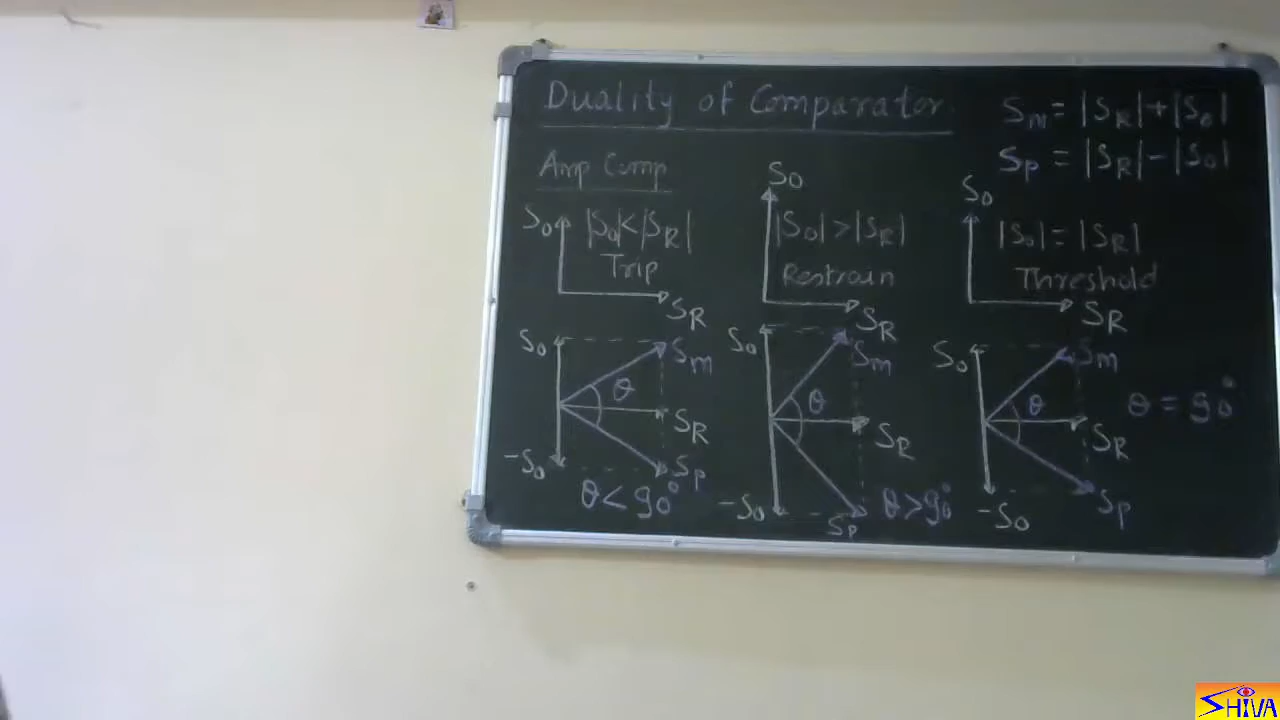 Duality of Comparator
Sm = |SR| + |So|
Sp = |SR| - |So|
Amp Comp
So
|So| < |SR|
Trip
SR
So
|So| > |SR|
Restrain
SR
So
|So| = |SR|
Threshold
SR
So
Sm
θ
SR
-So
Sp
θ < 90°
So
Sm
θ
SR
-So
Sp
θ > 90°
So
Sm
θ
SR
-So
Sp
θ = 90°
SHIVA